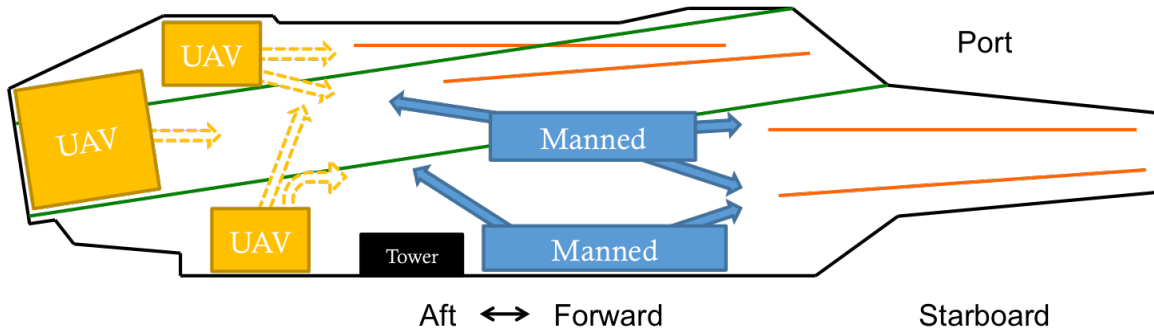 UAV
Port
UAV
Manned
UAV
Manned
Tower
Aft
Forward
Starboard